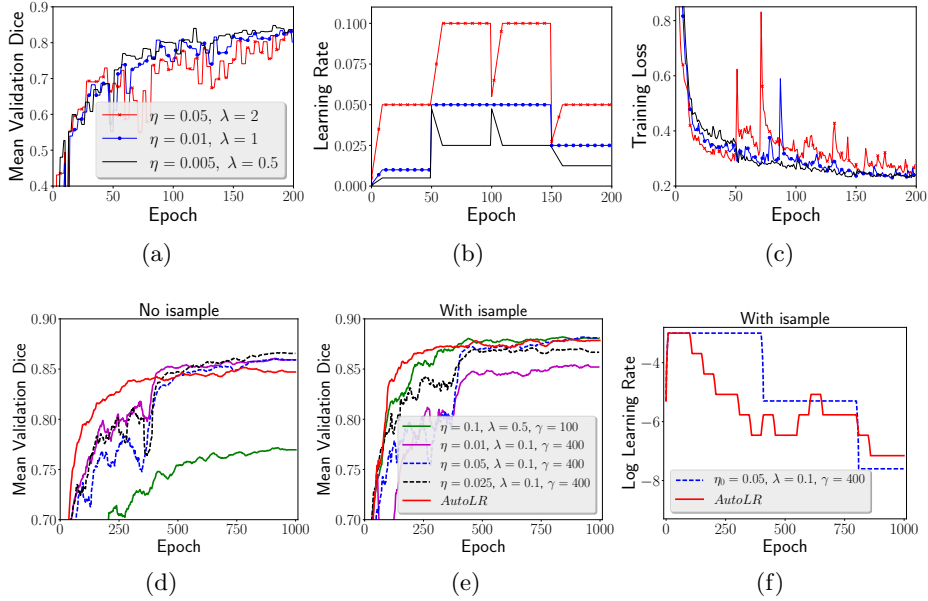 Mean Validation Dice
0.9
0.8
0.7
0.6
0.5
0.4
η = 0.05, λ = 2
η = 0.01, λ = 1
η = 0.005, λ = 0.5
0 50 100 150 200
Epoch
(a)
Learning Rate
0.100
0.075
0.050
0.025
0.000
0 50 100 150 200
Epoch
(b)
Training Loss
0.8
0.6
0.4
0.2
0 50 100 150 200
Epoch
(c)
No isample
Mean Validation Dice
0.90
0.85
0.80
0.75
0.70
250 500 750 1000
Epoch
(d)
With isample
Mean Validation Dice
0.90
0.85
0.80
0.75
0.70
η = 0.1, λ = 0.5, γ = 100
η = 0.01, λ = 0.1, γ = 400
η = 0.05, λ = 0.1, γ = 400
η = 0.025, λ = 0.1, γ = 400
AutoLR
250 500 750 1000
Epoch
(e)
With isample
Log Learning Rate
−4
−6
−8
η₀ = 0.05, λ = 0.1, γ = 400
AutoLR
0 250 500 750 1000
Epoch
(f)